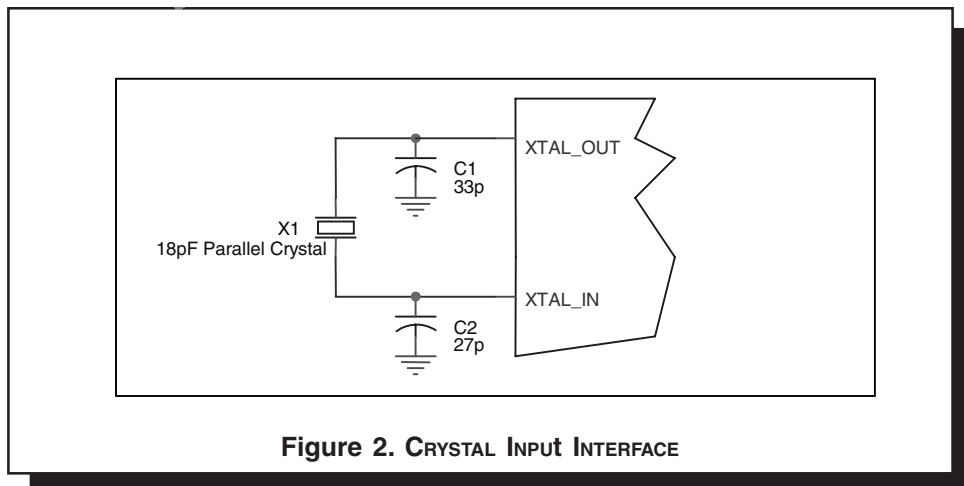 XTAL_OUT
C1
33p
X1
18pF Parallel Crystal
XTAL_IN
C2
27p
Figure 2. CRYSTAL INPUt INTERFACE